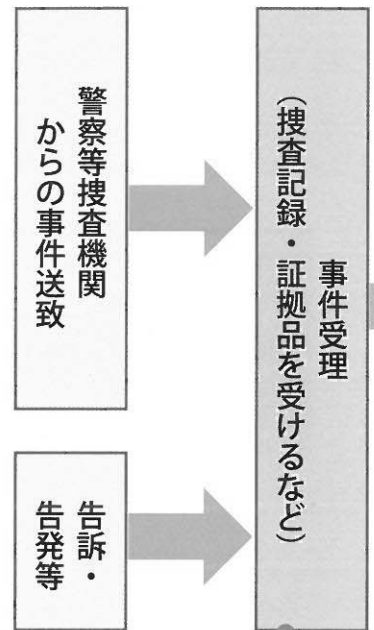 警察等捜査機関
からの事件送致
告訴・
告発等
事件受理
（捜査記録・証拠品を受けるなど）